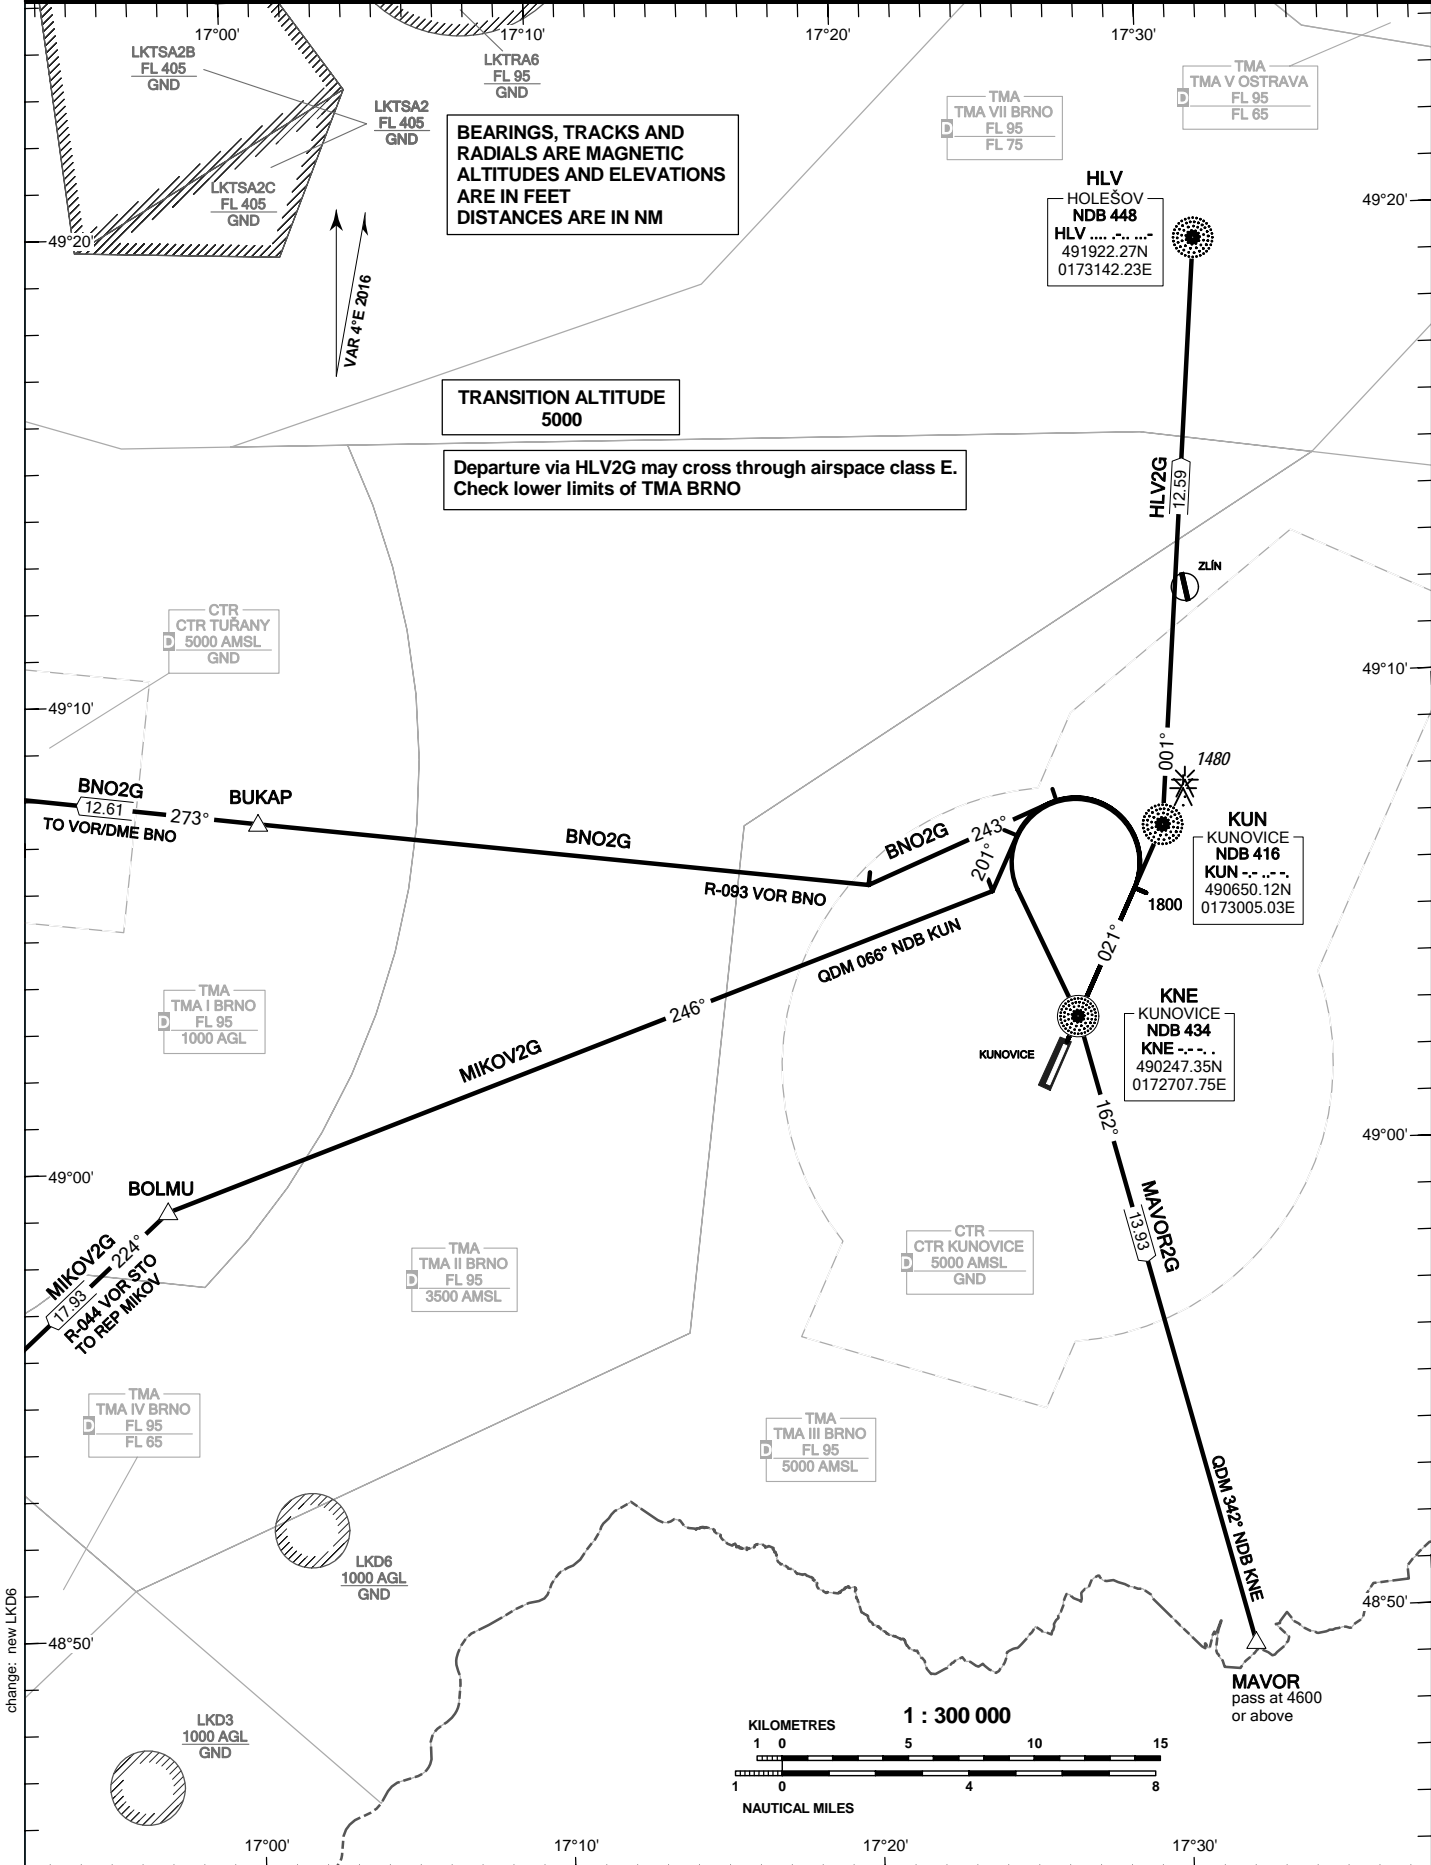 17°00'
17°10'
17°20'
17°30'
LKTSA2B
FL 405
GND
LKTRA6
FL 95
GND
LKTSA2
FL 405
GND
LKTSA2C
FL 405
GND
BEARINGS, TRACKS AND
RADIALS ARE MAGNETIC
ALTITUDES AND ELEVATIONS
ARE IN FEET
DISTANCES ARE IN NM
TMA
TMA VII BRNO
D
FL 95
FL 75
TMA
TMA V OSTRAVA
D
FL 95
FL 65
HLV
HOLEŠOV
NDB 448
HLV .... .-.. ...-
491922.27N
0173142.23E
49°20'
49°20'
VAR 4°E 2016
TRANSITION ALTITUDE
5000
Departure via HLV2G may cross through airspace class E.
Check lower limits of TMA BRNO
HLV2G
12.59
ZLÍN
CTR
CTR TUŘANY
D
5000 AMSL
GND
49°10'
49°10'
001°
1480
BNO2G
12.61
273°
TO VOR/DME BNO
BUKAP
BNO2G
R-093 VOR BNO
BNO2G
243°
201°
KUN
KUNOVICE
NDB 416
KUN -.- ..- -.
490650.12N
0173005.03E
1800
021°
QDM 066° NDB KUN
246°
MIKOV2G
TMA
TMA I BRNO
D
FL 95
1000 AGL
KNE
KUNOVICE
NDB 434
KNE -.- -. .
490247.35N
0172707.75E
KUNOVICE
162°
49°00'
49°00'
BOLMU
MIKOV2G
224°
17.93
R-044 VOR STO
TO REP MIKOV
MAVOR2G
13.93
CTR
CTR KUNOVICE
D
5000 AMSL
GND
TMA
TMA II BRNO
D
FL 95
3500 AMSL
TMA
TMA IV BRNO
D
FL 95
FL 65
TMA
TMA III BRNO
D
FL 95
5000 AMSL
QDM 342° NDB KNE
LKD6
1000 AGL
GND
48°50'
48°50'
change: new LKD6
LKD3
1000 AGL
GND
MAVOR
pass at 4600
or above
1 : 300 000
KILOMETRES
1 0 5 10 15
1 0 4 8
NAUTICAL MILES
17°00'
17°10'
17°20'
17°30'